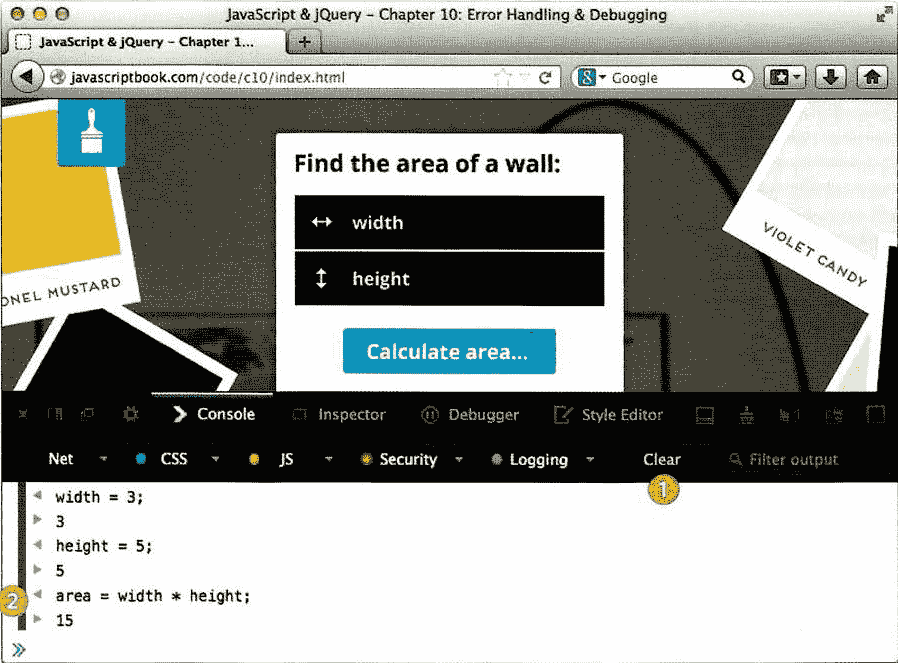 JavaScript & jQuery – Chapter 10: Error Handling & Debugging
JavaScript & jQuery – Chapter 1...
javascriptbook.com/code/c10/index.html
Google
Find the area of a wall:
width
height
Calculate area...
ONEL MUSTARD
VIOLET CANDY
Console
Inspector
Debugger
Style Editor
Net
CSS
JS
Security
Logging
Clear
Filter output
1
width = 3;
3
height = 5;
5
2
area = width * height;
15